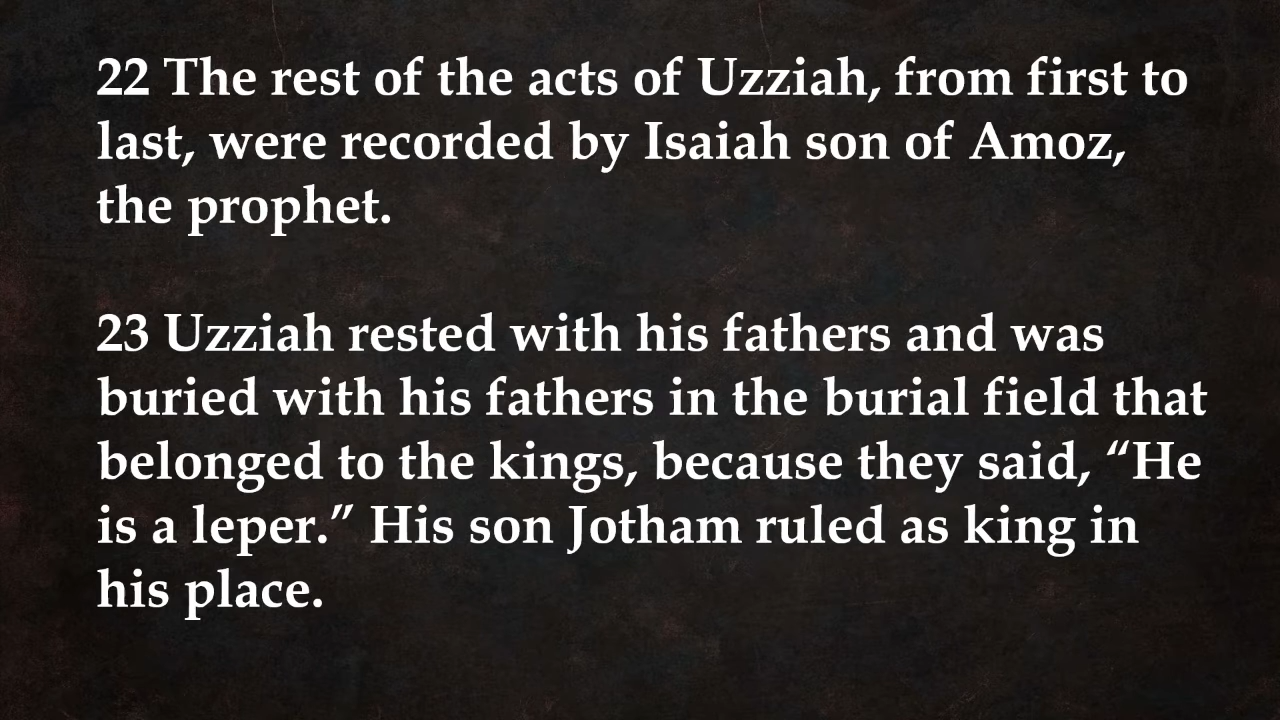 22 The rest of the acts of Uzziah, from first to
last, were recorded by Isaiah son of Amoz,
the prophet.
23 Uzziah rested with his fathers and was
buried with his fathers in the burial field that
belonged to the kings, because they said, “He
is a leper.” His son Jotham ruled as king in
his place.